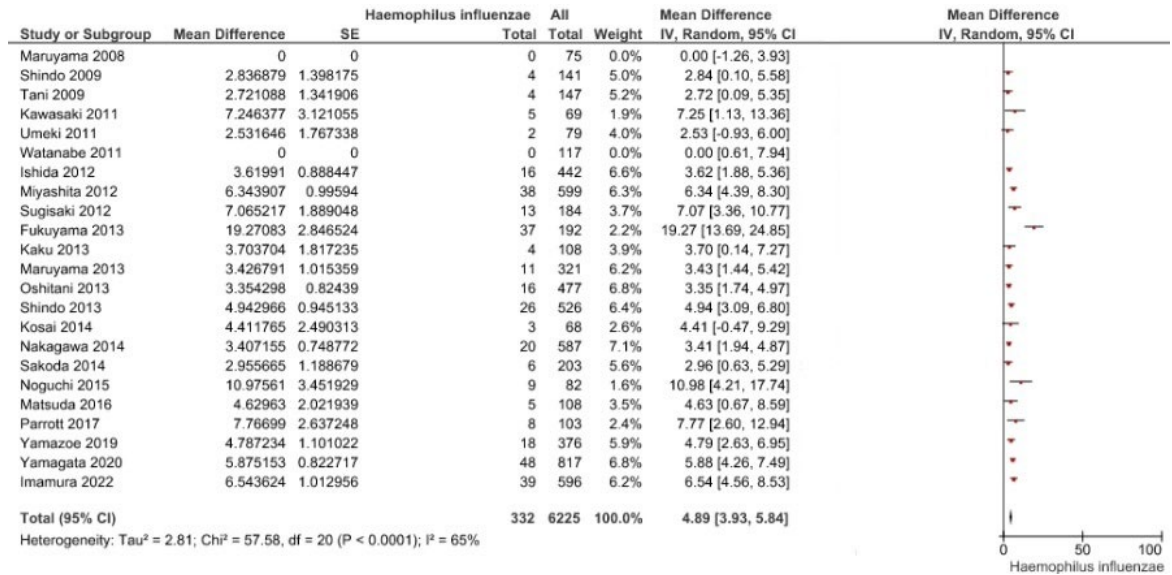 Haemophilus influenzae All Mean Difference Mean Difference
Study or Subgroup Mean Difference SE Total Total Weight IV, Random, 95% CI IV, Random, 95% CI
Maruyama 2008 0 0 0 75 0.0% 0.00 [-1.26, 3.93]
Shindo 2009 2.836879 1.398175 4 141 5.0% 2.84 [0.10, 5.58]
Tani 2009 2.721088 1.341906 4 147 5.2% 2.72 [0.09, 5.35]
Kawasaki 2011 7.246377 3.121055 5 69 1.9% 7.25 [1.13, 13.36]
Umeki 2011 2.531646 1.767338 2 79 4.0% 2.53 [-0.93, 6.00]
Watanabe 2011 0 0 0 117 0.0% 0.00 [0.61, 7.94]
Ishida 2012 3.61991 0.888447 16 442 6.6% 3.62 [1.88, 5.36]
Miyashita 2012 6.343907 0.99594 38 599 6.3% 6.34 [4.39, 8.30]
Sugisaki 2012 7.065217 1.889048 13 184 3.7% 7.07 [3.36, 10.77]
Fukuyama 2013 19.27083 2.846524 37 192 2.2% 19.27 [13.69, 24.85]
Kaku 2013 3.703704 1.817235 4 108 3.9% 3.70 [0.14, 7.27]
Maruyama 2013 3.426791 1.015359 11 321 6.2% 3.43 [1.44, 5.42]
Oshitani 2013 3.354298 0.82439 16 477 6.8% 3.35 [1.74, 4.97]
Shindo 2013 4.942966 0.945133 26 526 6.4% 4.94 [3.09, 6.80]
Kosai 2014 4.411765 2.490313 3 68 2.6% 4.41 [-0.47, 9.29]
Nakagawa 2014 3.407155 0.748772 20 587 7.1% 3.41 [1.94, 4.87]
Sakoda 2014 2.955665 1.188679 6 203 5.6% 2.96 [0.63, 5.29]
Noguchi 2015 10.97561 3.451929 9 82 1.6% 10.98 [4.21, 17.74]
Matsuda 2016 4.62963 2.021939 5 108 3.5% 4.63 [0.67, 8.59]
Parrott 2017 7.76699 2.637248 8 103 2.4% 7.77 [2.60, 12.94]
Yamazoe 2019 4.787234 1.101022 18 376 5.9% 4.79 [2.63, 6.95]
Yamagata 2020 5.875153 0.822717 48 817 6.8% 5.88 [4.26, 7.49]
Imamura 2022 6.543624 1.012956 39 596 6.2% 6.54 [4.56, 8.53]
Total (95% CI) 332 6225 100.0% 4.89 [3.93, 5.84]
Heterogeneity: Tau² = 2.81; Chi² = 57.58, df = 20 (P < 0.0001); I² = 65%
0 50 100
Haemophilus influenzae